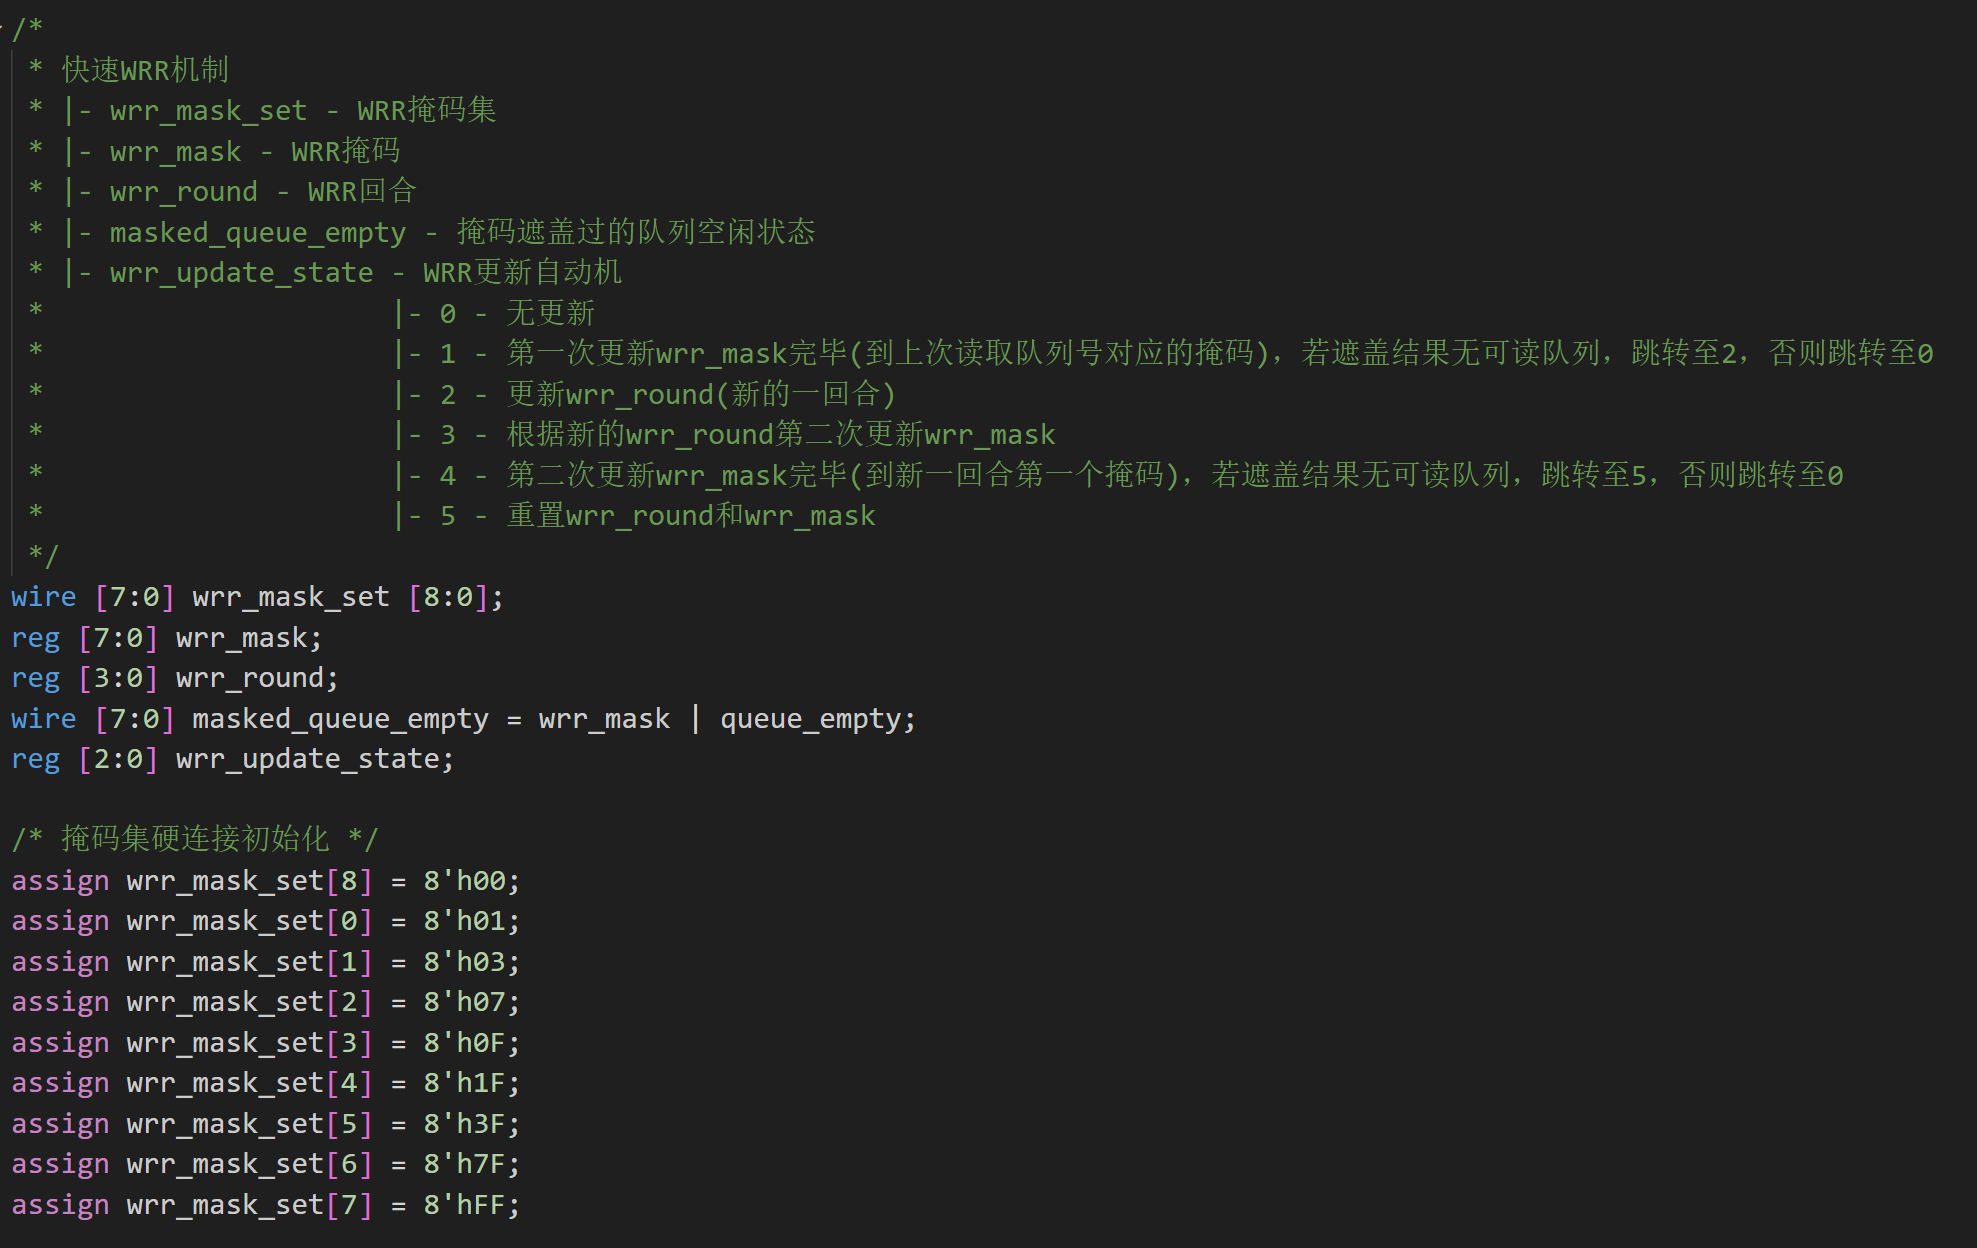 /*
 * 快速WRR机制
 * |- wrr_mask_set - WRR掩码集
 * |- wrr_mask - WRR掩码
 * |- wrr_round - WRR回合
 * |- masked_queue_empty - 掩码遮盖过的队列空闲状态
 * |- wrr_update_state - WRR更新自动机
 *                     |- 0 - 无更新
 *                     |- 1 - 第一次更新wrr_mask完毕(到上次读取队列号对应的掩码)，若遮盖结果无可读队列，跳转至2，否则跳转至0
 *                     |- 2 - 更新wrr_round(新的一回合)
 *                     |- 3 - 根据新的wrr_round第二次更新wrr_mask
 *                     |- 4 - 第二次更新wrr_mask完毕(到新一回合第一个掩码)，若遮盖结果无可读队列，跳转至5，否则跳转至0
 *                     |- 5 - 重置wrr_round和wrr_mask
 */
wire [7:0] wrr_mask_set [8:0];
reg [7:0] wrr_mask;
reg [3:0] wrr_round;
wire [7:0] masked_queue_empty = wrr_mask | queue_empty;
reg [2:0] wrr_update_state;
/* 掩码集硬连接初始化 */
assign wrr_mask_set[8] = 8'h00;
assign wrr_mask_set[0] = 8'h01;
assign wrr_mask_set[1] = 8'h03;
assign wrr_mask_set[2] = 8'h07;
assign wrr_mask_set[3] = 8'h0F;
assign wrr_mask_set[4] = 8'h1F;
assign wrr_mask_set[5] = 8'h3F;
assign wrr_mask_set[6] = 8'h7F;
assign wrr_mask_set[7] = 8'hFF;